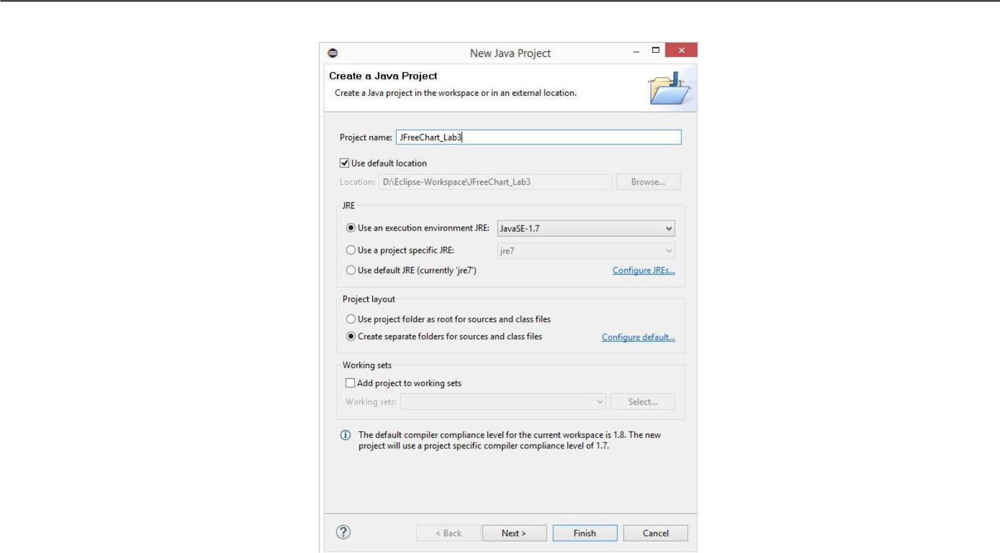 New Java Project
Create a Java Project
Create a Java project in the workspace or in an external location.
Project name: JFreeChart_Lab3
Use default location
Location: D:\Eclipse-Workspace\JFreeChart_Lab3 Browse...
JRE
Use an execution environment JRE: JavaSE-1.7
Use a project specific JRE: jre7
Use default JRE (currently 'jre7') Configure JREs...
Project layout
Use project folder as root for sources and class files
Create separate folders for sources and class files Configure default...
Working sets
Add project to working sets
Working sets: Select...
The default compiler compliance level for the current workspace is 1.8. The new
project will use a project specific compiler compliance level of 1.7.
? < Back Next > Finish Cancel